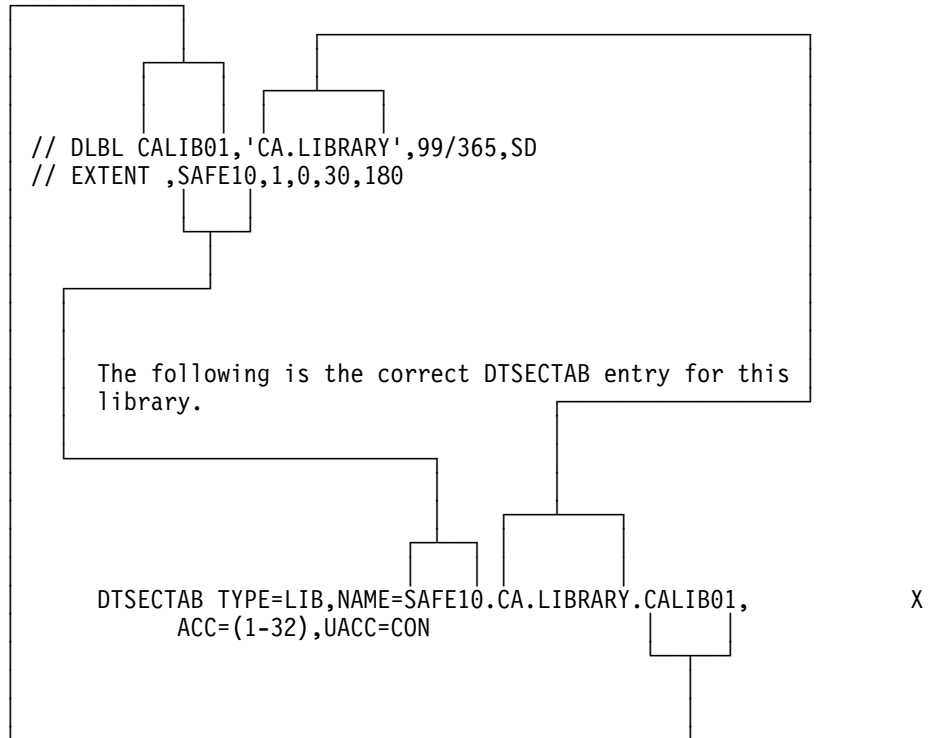 // DLBL CALIB01,'CA.LIBRARY',99/365,SD
// EXTENT ,SAFE10,1,0,30,180
The following is the correct DTSECTAB entry for this
library.
DTSECTAB TYPE=LIB,NAME=SAFE10.CA.LIBRARY.CALIB01, X
ACC=(1-32),UACC=CON